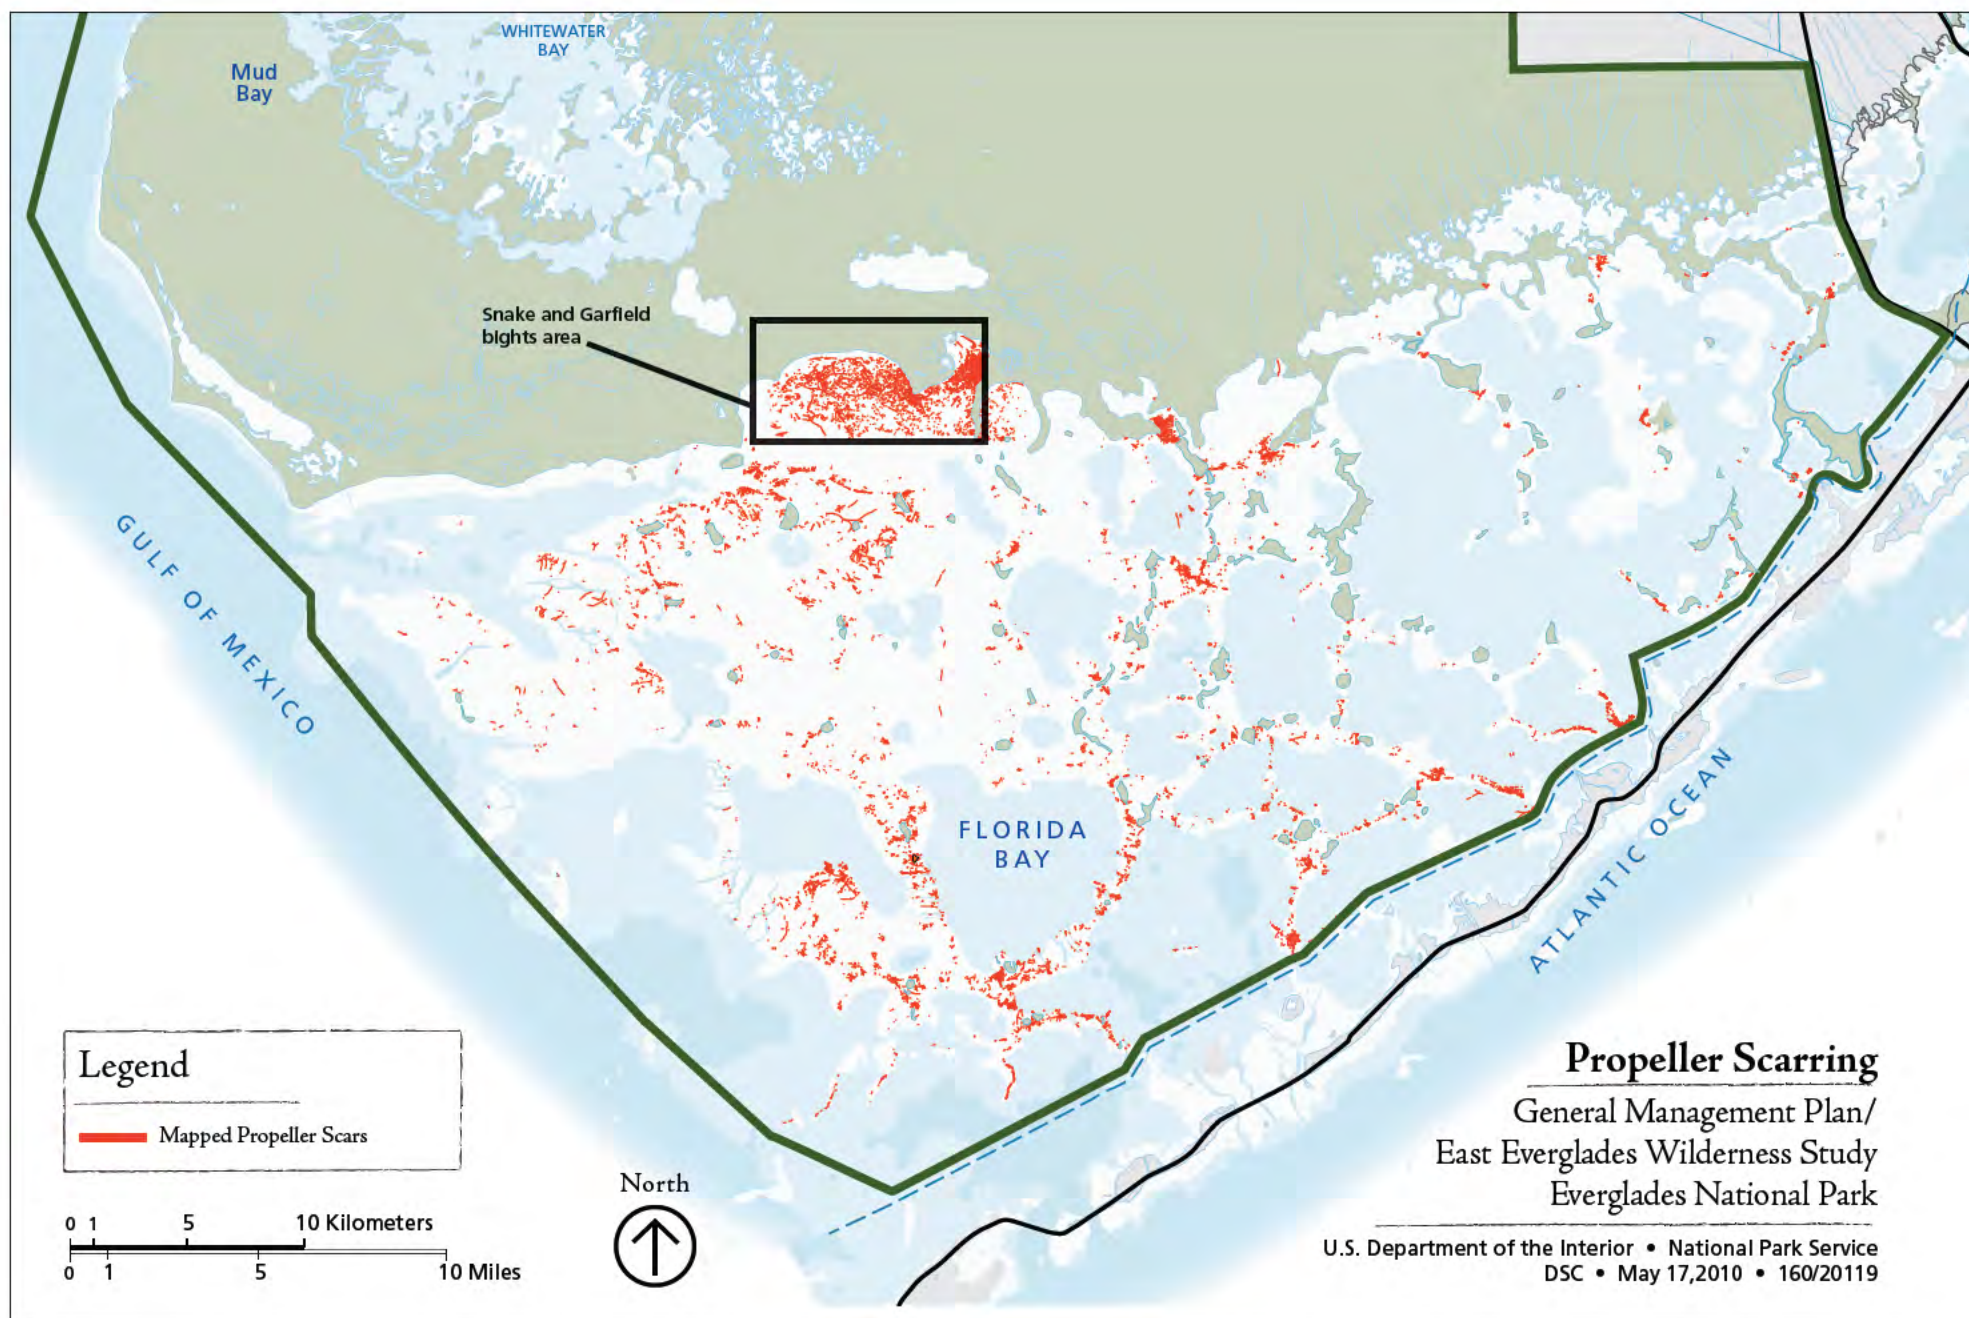 WHITEWATER
BAY
Mud
Bay
Snake and Garfield
bights area
GULF OF MEXICO
FLORIDA
BAY
ATLANTIC OCEAN
Legend
Mapped Propeller Scars
0 1 5 10 Kilometers
0 1 5 10 Miles
North
Propeller Scarring
General Management Plan/
East Everglades Wilderness Study
Everglades National Park
U.S. Department of the Interior • National Park Service
DSC • May 17,2010 • 160/20119